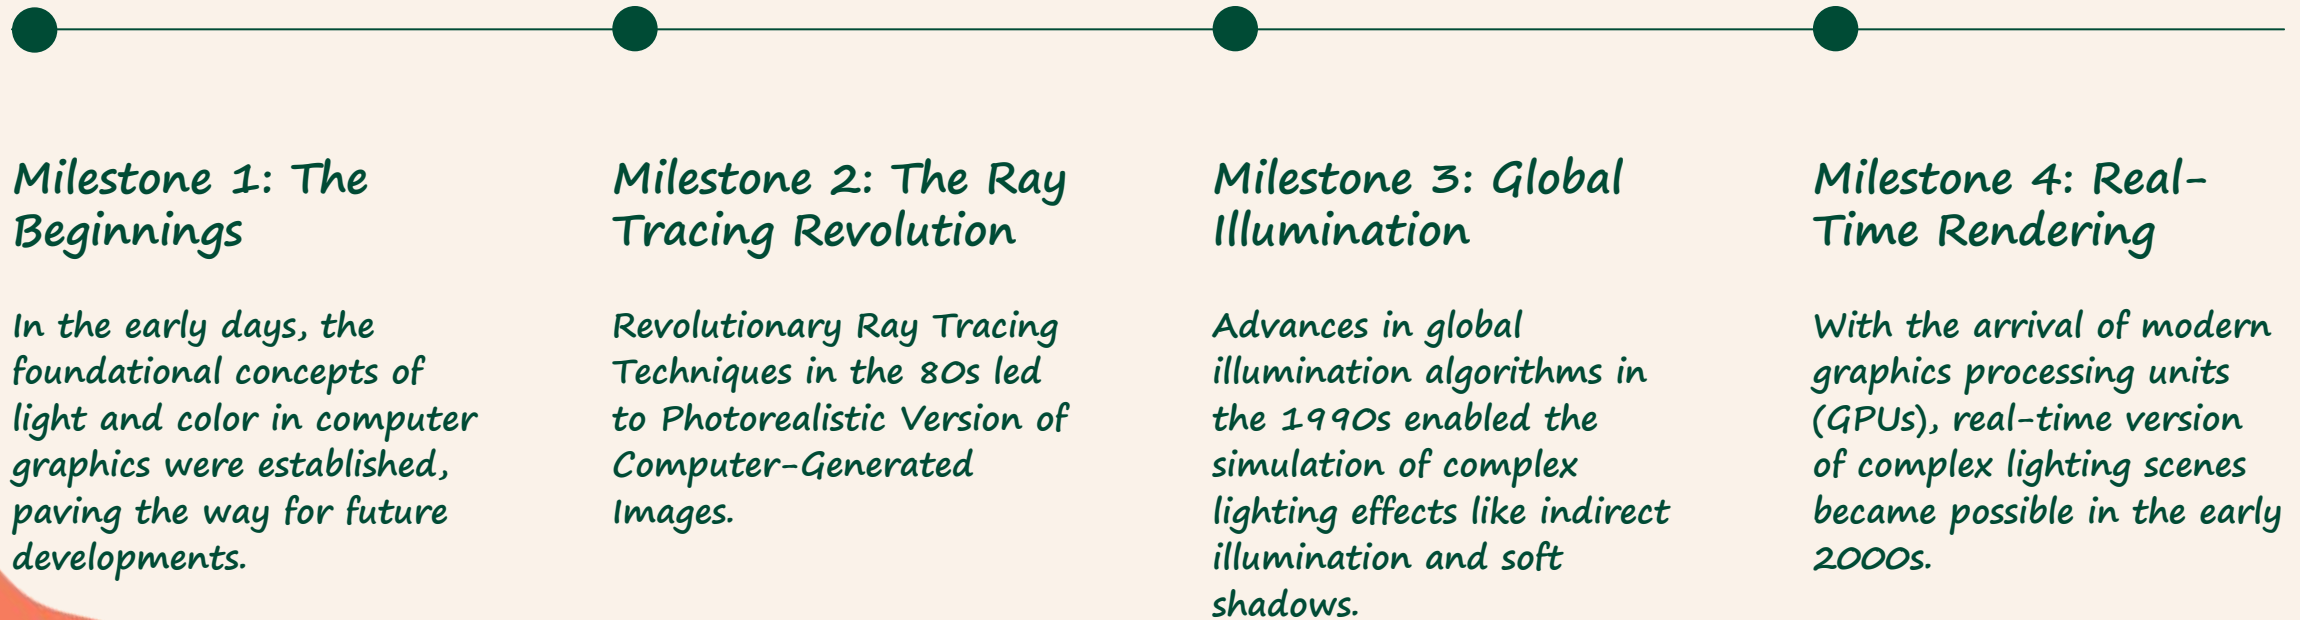 Milestone 1: The
Beginnings
In the early days, the
foundational concepts of
light and color in computer
graphics were established,
paving the way for future
developments.
Milestone 2: The Ray
Tracing Revolution
Revolutionary Ray Tracing
Techniques in the 80s led
to Photorealistic Version of
Computer-Generated
Images.
Milestone 3: Global
Illumination
Advances in global
illumination algorithms in
the 1990s enabled the
simulation of complex
lighting effects like indirect
illumination and soft
shadows.
Milestone 4: Real-
Time Rendering
With the arrival of modern
graphics processing units
(GPUs), real-time version
of complex lighting scenes
became possible in the early
2000s.